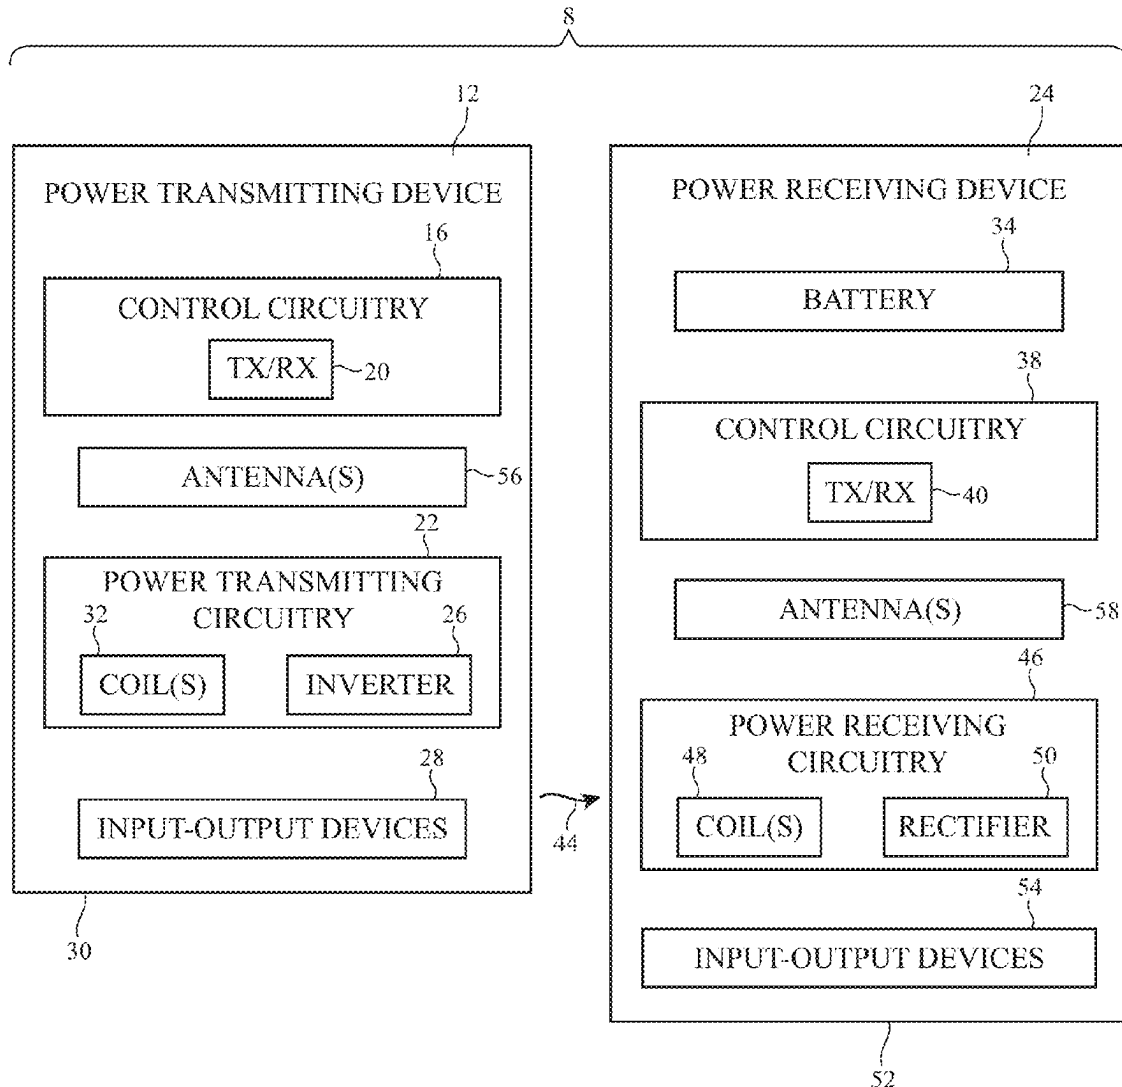 8
12
POWER TRANSMITTING DEVICE
16
CONTROL CIRCUITRY
TX/RX
20
ANTENNA(S)
56
22
POWER TRANSMITTING
CIRCUITRY
32
26
COIL(S)
INVERTER
28
INPUT-OUTPUT DEVICES
30
44
24
POWER RECEIVING DEVICE
34
BATTERY
38
CONTROL CIRCUITRY
TX/RX
40
ANTENNA(S)
58
46
POWER RECEIVING
CIRCUITRY
48
50
COIL(S)
RECTIFIER
54
INPUT-OUTPUT DEVICES
52